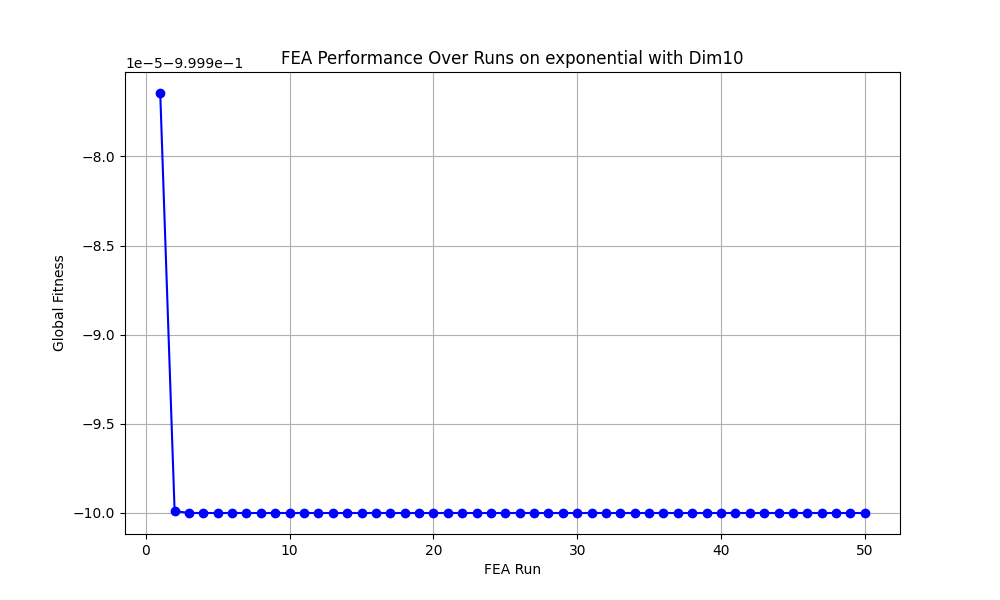 FEA Performance Over Runs on exponential with Dim10
1e−5−9.999e−1
−8.0
−8.5
−9.0
−9.5
−10.0
Global Fitness
0 10 20 30 40 50
FEA Run